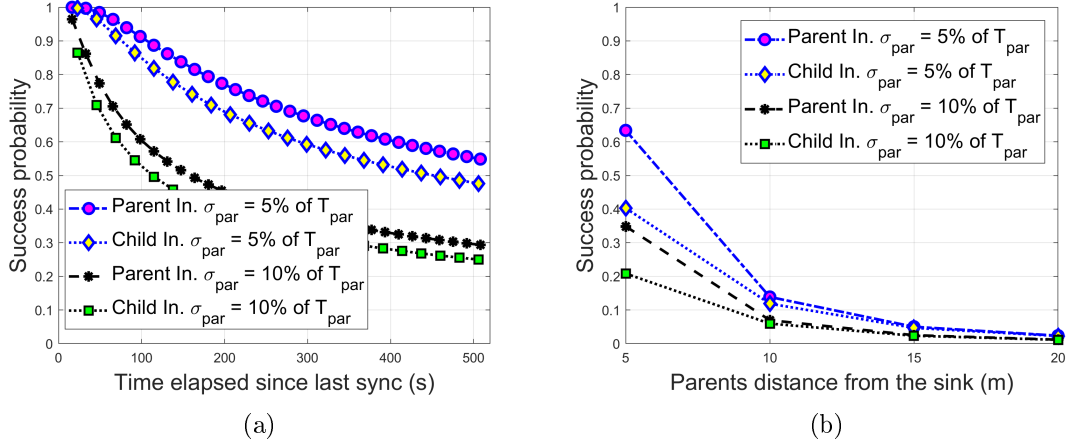 1
0.9
0.8
0.7
0.6
0.5
0.4
0.3
0.2
0.1
0
Success probability
0 100 200 300 400 500
Time elapsed since last sync (s)
Parent In. σpar = 5% of Tpar
Child In. σpar = 5% of Tpar
Parent In. σpar = 10% of Tpar
Child In. σpar = 10% of Tpar
(a)
1
0.9
0.8
0.7
0.6
0.5
0.4
0.3
0.2
0.1
0
Success probability
5 10 15 20
Parents distance from the sink (m)
Parent In. σpar = 5% of Tpar
Child In. σpar = 5% of Tpar
Parent In. σpar = 10% of Tpar
Child In. σpar = 10% of Tpar
(b)